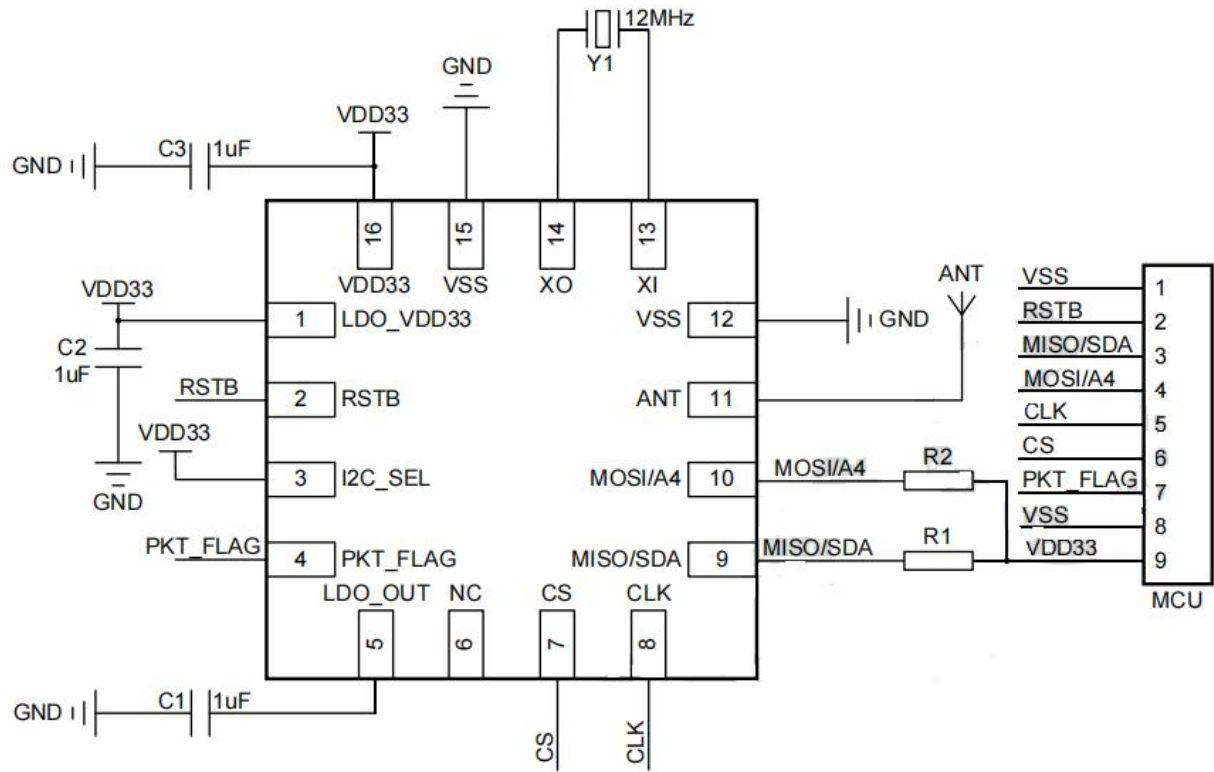 12MHz
Y1
GND
VDD33
C3
1uF
GND
16
15
14
13
VDD33
VSS
XO
XI
ANT
VDD33
1
LDO_VDD33
VSS
12
GND
C2
1uF
RSTB
2
RSTB
ANT
11
VDD33
3
I2C_SEL
MOSI/A4
10
MOSI/A4
R2
GND
PKT_FLAG
4
PKT_FLAG
MISO/SDA
9
MISO/SDA
R1
LDO_OUT
NC
CS
CLK
5
6
7
8
GND
C1
1uF
CS
CLK
VSS
1
RSTB
2
MISO/SDA
3
MOSI/A4
4
CLK
5
CS
6
PKT_FLAG
7
VSS
8
VDD33
9
MCU